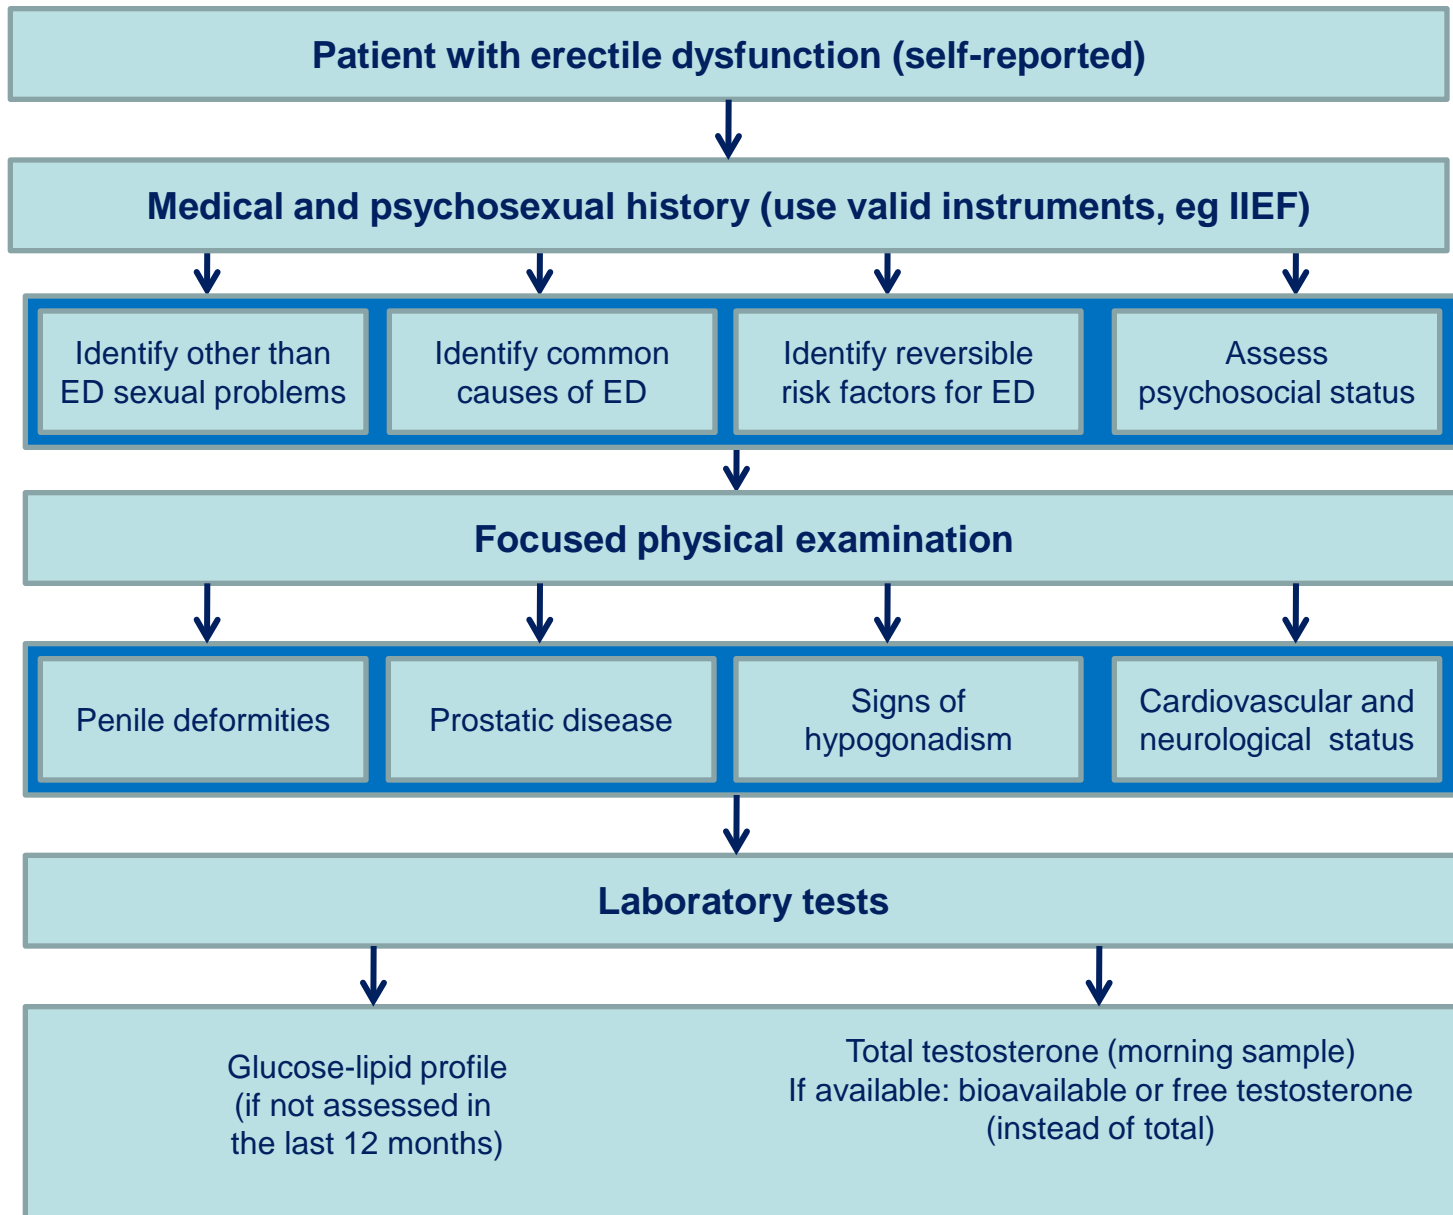 Patient with erectile dysfunction (self-reported)
Medical and psychosexual history (use valid instruments, eg IIEF)
Identify other than
ED sexual problems
Identify common
causes of ED
Identify reversible
risk factors for ED
Assess
psychosocial status
Focused physical examination
Penile deformities
Prostatic disease
Signs of
hypogonadism
Cardiovascular and
neurological status
Laboratory tests
Glucose-lipid profile
(if not assessed in
the last 12 months)
Total testosterone (morning sample)
If available: bioavailable or free testosterone
(instead of total)